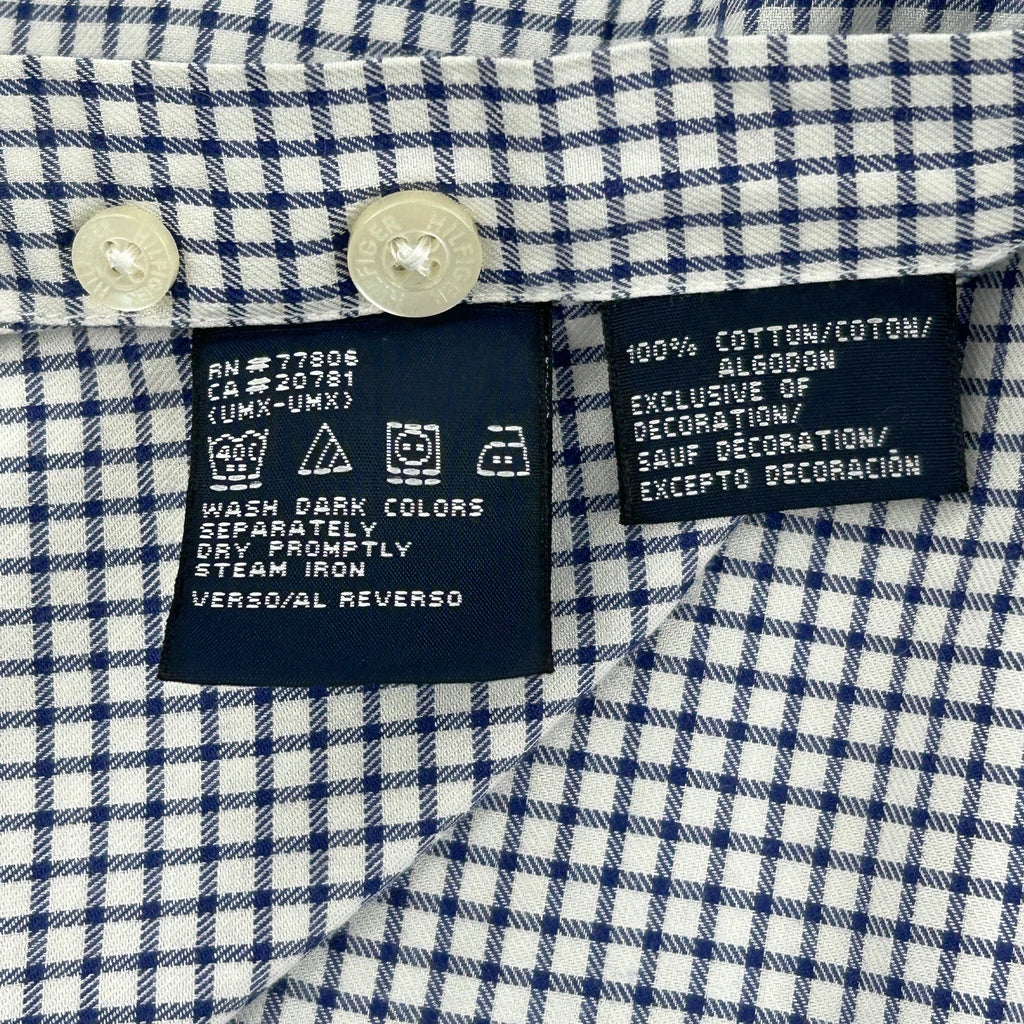 HILFIGER
HILFIGER
RN # 77806
CA # 20781
(UMX-UMX)
40C
WASH DARK COLORS
SEPARATELY
DRY PROMPTLY
STEAM IRON
VERSO/AL REVERSO
100% COTTON/COTON/
ALGODON
EXCLUSIVE OF
DECORATION/
SAUF DÉCORATION/
EXCEPTO DECORACIÓN